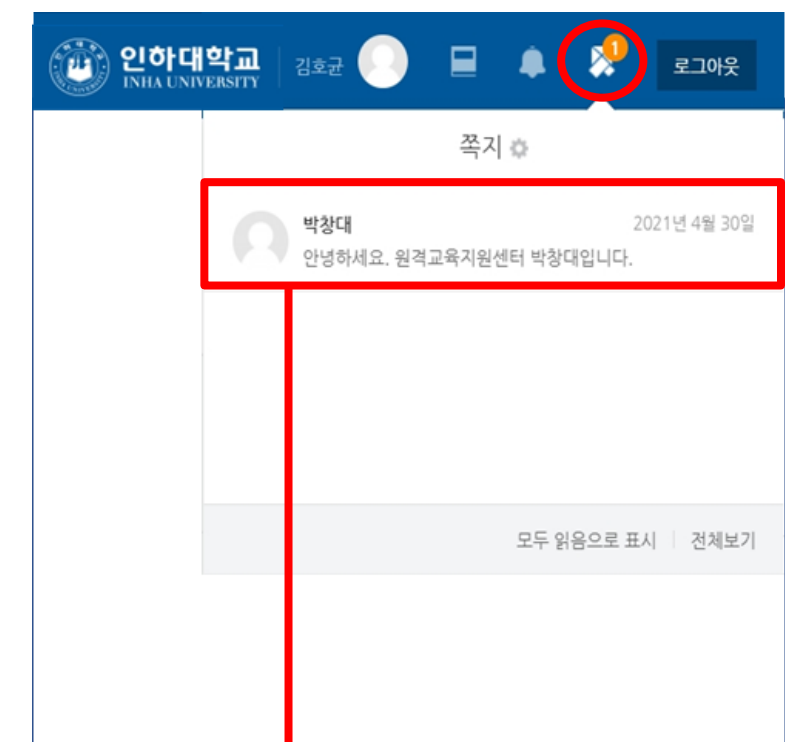 인하대학교
INHA UNIVERSITY
김호균
1
로그아웃
쪽지
박창대
2021년 4월 30일
안녕하세요. 원격교육지원센터 박창대입니다.
모두 읽음으로 표시
전체보기